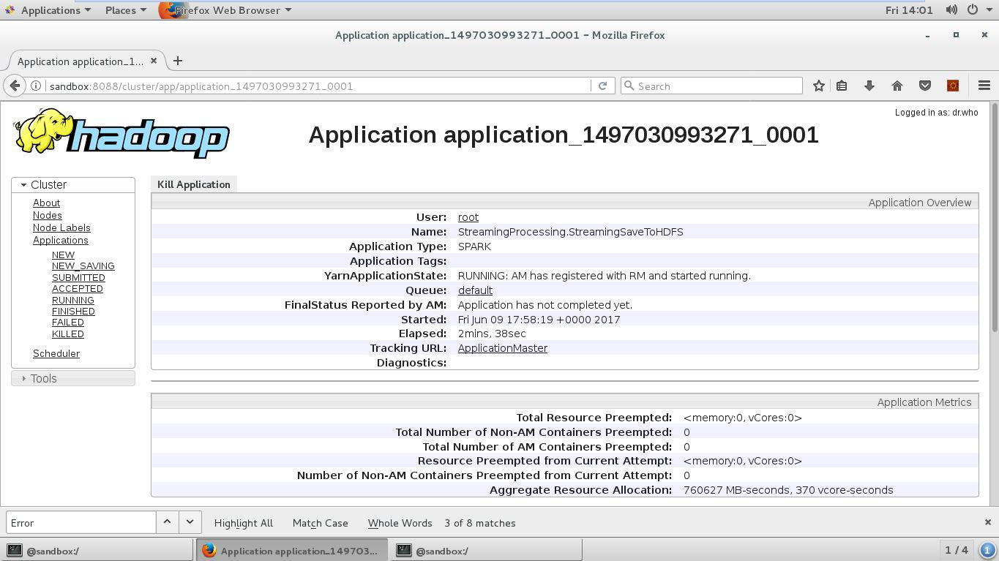 Applications Places Firefox Web Browser Fri 14:01
Application application_1497030993271_0001 – Mozilla Firefox
Application application_1...
sandbox:8088/cluster/app/application_1497030993271_0001 Search
Logged in as: dr.who
hadoop
Application application_1497030993271_0001
Cluster
About
Nodes
Node Labels
Applications
NEW
NEW_SAVING
SUBMITTED
ACCEPTED
RUNNING
FINISHED
FAILED
KILLED
Scheduler
Tools
Kill Application
Application Overview
User: root
Name: StreamingProcessing.StreamingSaveToHDFS
Application Type: SPARK
Application Tags:
YarnApplicationState: RUNNING: AM has registered with RM and started running.
Queue: default
FinalStatus Reported by AM: Application has not completed yet.
Started: Fri Jun 09 17:58:19 +0000 2017
Elapsed: 2mins, 38sec
Tracking URL: ApplicationMaster
Diagnostics:
Application Metrics
Total Resource Preempted: <memory:0, vCores:0>
Total Number of Non-AM Containers Preempted: 0
Total Number of AM Containers Preempted: 0
Resource Preempted from Current Attempt: <memory:0, vCores:0>
Number of Non-AM Containers Preempted from Current Attempt: 0
Aggregate Resource Allocation: 760627 MB-seconds, 370 vcore-seconds
Error Highlight All Match Case Whole Words 3 of 8 matches
@sandbox:/ Application application_149703... @sandbox:/ 1 / 4 1